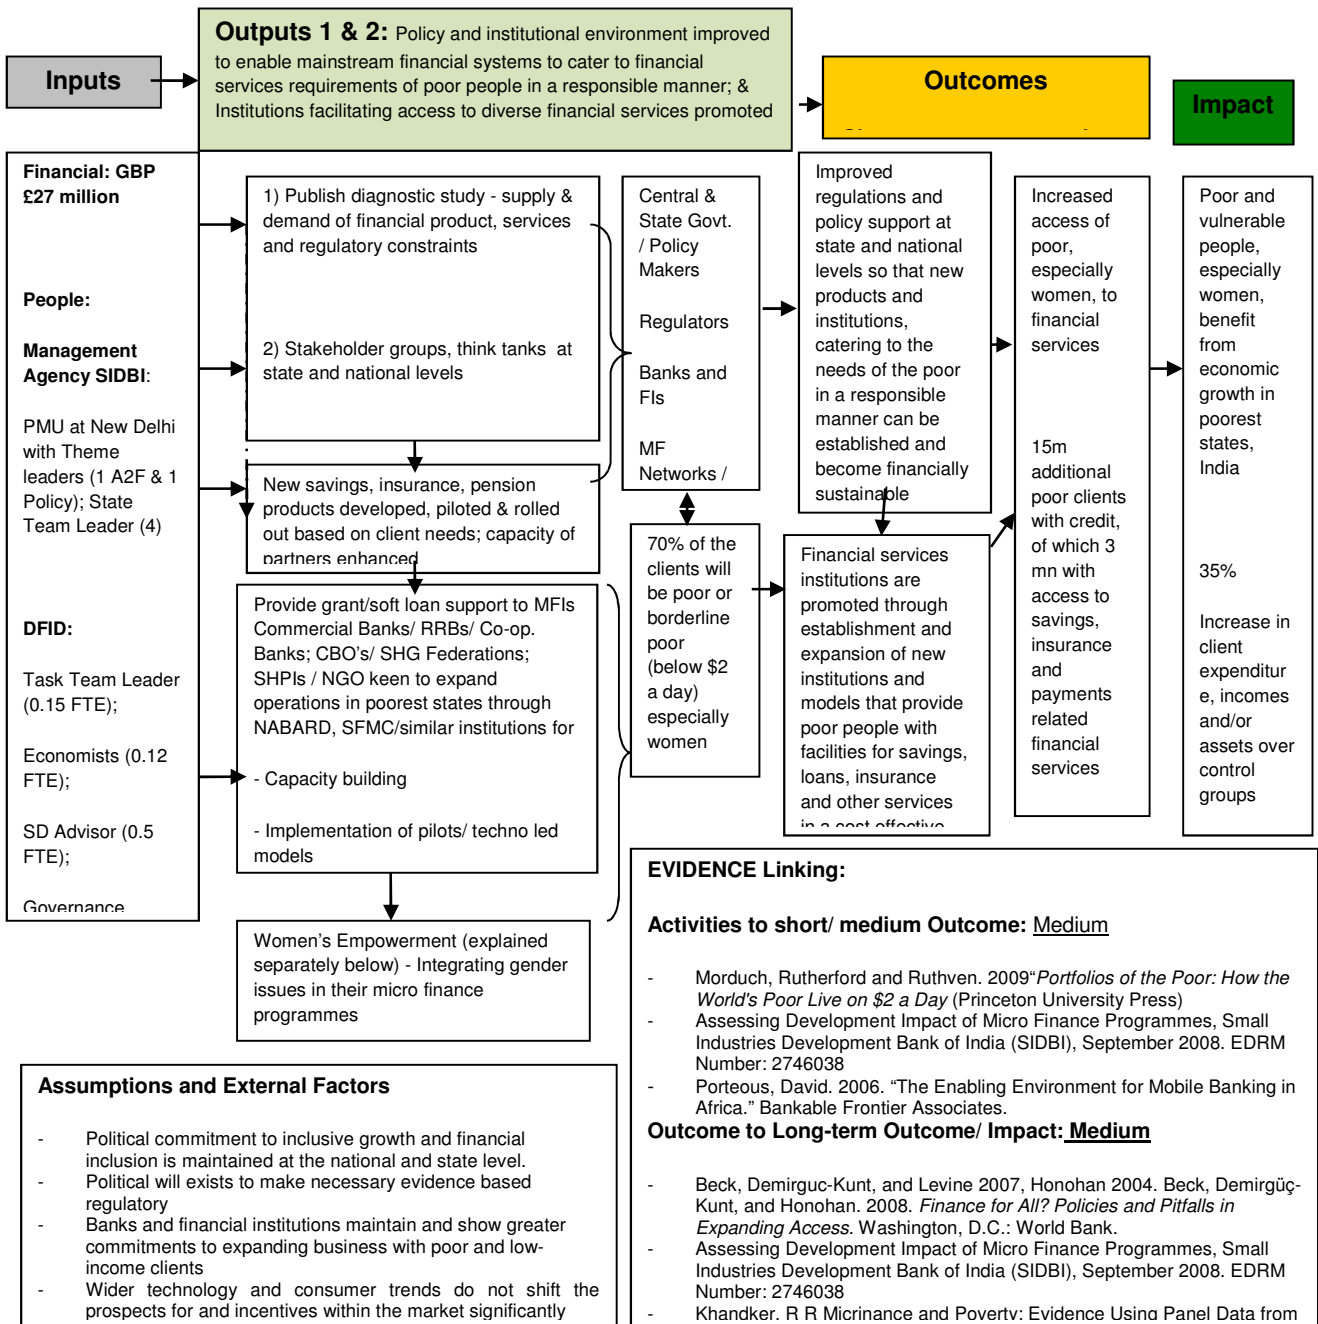 Inputs
Outputs 1 & 2: Policy and institutional environment improved
to enable mainstream financial systems to cater to financial
services requirements of poor people in a responsible manner; &
Institutions facilitating access to diverse financial services promoted
Outcomes
Impact
Financial: GBP
£27 million
People:
Management
Agency SIDBI:
PMU at New Delhi
with Theme
leaders (1 A2F & 1
Policy); State
Team Leader (4)
DFID:
Task Team Leader
(0.15 FTE);
Economists (0.12
FTE);
SD Advisor (0.5
FTE);
Governance
1) Publish diagnostic study - supply &
demand of financial product, services
and regulatory constraints
2) Stakeholder groups, think tanks at
state and national levels
New savings, insurance, pension
products developed, piloted & rolled
out based on client needs; capacity of
partners enhanced
Provide grant/soft loan support to MFIs
Commercial Banks/ RRBs/ Co-op.
Banks; CBO's/ SHG Federations;
SHPIs / NGO keen to expand
operations in poorest states through
NABARD, SFMC/similar institutions for
- Capacity building
- Implementation of pilots/ techno led
models
Women's Empowerment (explained
separately below) - Integrating gender
issues in their micro finance
programmes
Central &
State Govt.
/ Policy
Makers
Regulators
Banks and
FIs
MF
Networks /
70% of the
clients will
be poor or
borderline
poor
(below $2
a day)
especially
women
Improved
regulations and
policy support at
state and national
levels so that new
products and
institutions,
catering to the
needs of the poor
in a responsible
manner can be
established and
become financially
sustainable
Financial services
institutions are
promoted through
establishment and
expansion of new
institutions and
models that provide
poor people with
facilities for savings,
loans, insurance
and other services
in a cost effective
Increased
access of
poor,
especially
women, to
financial
services
15m
additional
poor clients
with credit,
of which 3
mn with
access to
savings,
insurance
and
payments
related
financial
services
Poor and
vulnerable
people,
especially
women,
benefit
from
economic
growth in
poorest
states,
India
35%
Increase in
client
expenditur
e, incomes
and/or
assets over
control
groups
Assumptions and External Factors
- Political commitment to inclusive growth and financial
inclusion is maintained at the national and state level.
- Political will exists to make necessary evidence based
regulatory
- Banks and financial institutions maintain and show greater
commitments to expanding business with poor and low-
income clients
- Wider technology and consumer trends do not shift the
prospects for and incentives within the market significantly
EVIDENCE Linking:
Activities to short/ medium Outcome: Medium
- Morduch, Rutherford and Ruthven. 2009“Portfolios of the Poor: How the
World's Poor Live on $2 a Day (Princeton University Press)
- Assessing Development Impact of Micro Finance Programmes, Small
Industries Development Bank of India (SIDBI), September 2008. EDRM
Number: 2746038
- Porteous, David. 2006. “The Enabling Environment for Mobile Banking in
Africa.” Bankable Frontier Associates.
Outcome to Long-term Outcome/ Impact: Medium
- Beck, Demirguc-Kunt, and Levine 2007, Honohan 2004. Beck, Demirgüç-
Kunt, and Honohan. 2008. Finance for All? Policies and Pitfalls in
Expanding Access. Washington, D.C.: World Bank.
- Assessing Development Impact of Micro Finance Programmes, Small
Industries Development Bank of India (SIDBI), September 2008. EDRM
Number: 2746038
- Khandker, R R Micrinance and Poverty: Evidence Using Panel Data from